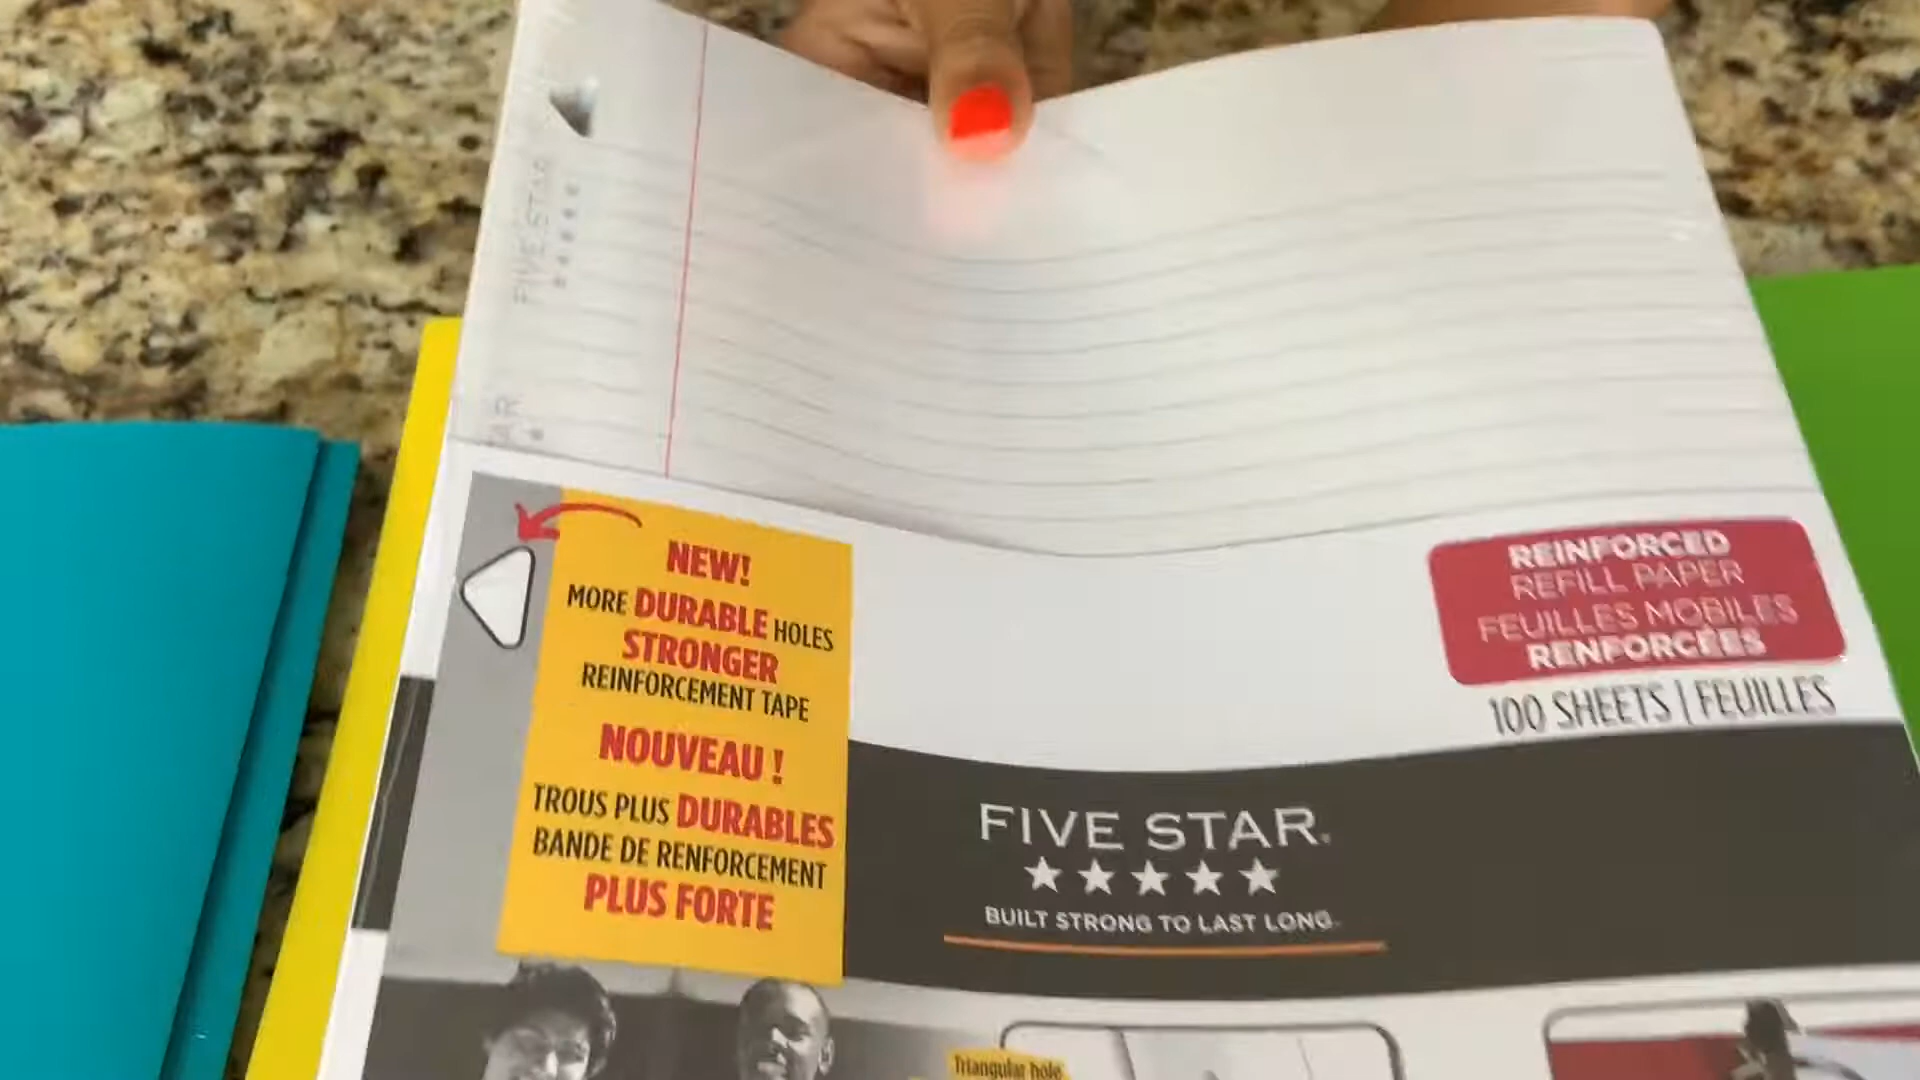 FIVE STAR
AR
NEW!
MORE DURABLE HOLES
STRONGER
REINFORCEMENT TAPE
NOUVEAU !
TROUS PLUS DURABLES
BANDE DE RENFORCEMENT
PLUS FORTE
REINFORCED
REFILL PAPER
FEUILLES MOBILES
RENFORCÉES
100 SHEETS | FEUILLES
FIVE STAR
BUILT STRONG TO LAST LONG
Triangular hole